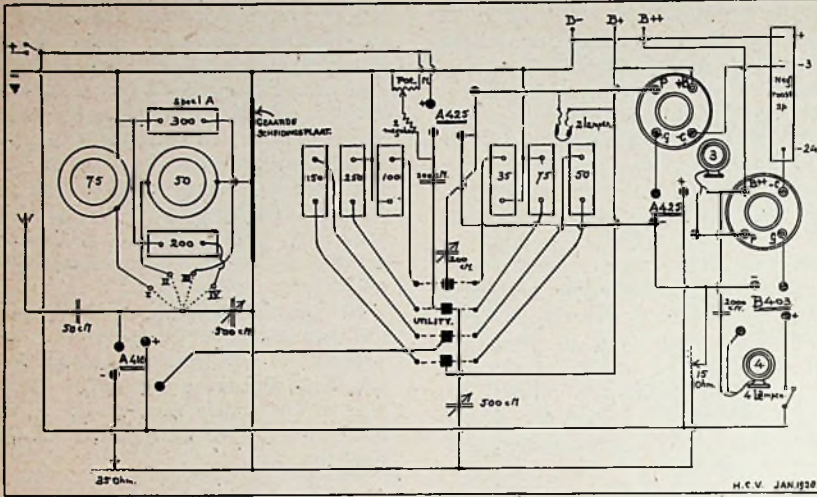 B- B+ B++
+
Spoel A
300
GEAARDE
SCHEIDINGSPLAAT.
75
50
200
I
II
III
IV
50 c/m
500 c/m
A410
+
25 Ohm.
Pot. M
+
A425
200 c/m.
150
250
100
35
75
50
2 lampen
200
c/m.
UTILITY.
500 c/m
P
+B
G
-C
3
A425
+
+
-3
Neg
-24
B++
-C
P
G
B403
+
2000
c/m.
15
Ohm.
4
4 lampen
H.C.V. JAN.1928